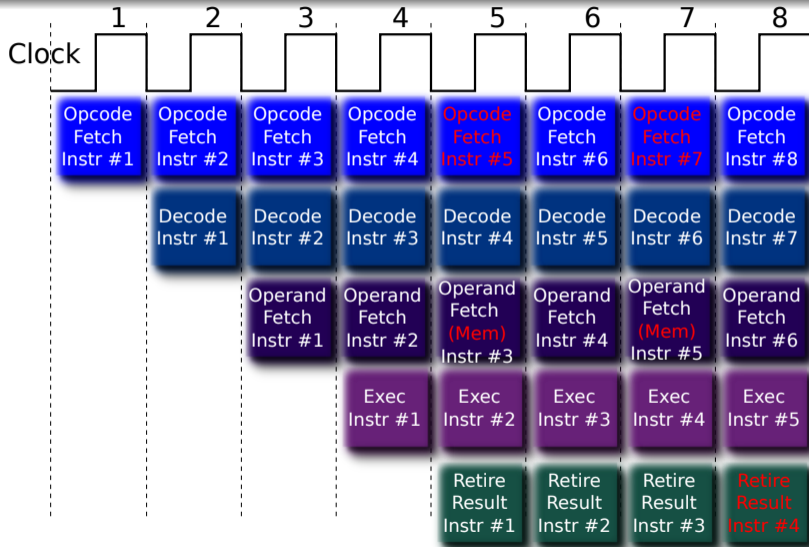 1 2 3 4 5 6 7 8
Clock
Opcode
Fetch
Instr #1
Opcode
Fetch
Instr #2
Opcode
Fetch
Instr #3
Opcode
Fetch
Instr #4
Opcode
Fetch
Instr #5
Opcode
Fetch
Instr #6
Opcode
Fetch
Instr #7
Opcode
Fetch
Instr #8
Decode
Instr #1
Decode
Instr #2
Decode
Instr #3
Decode
Instr #4
Decode
Instr #5
Decode
Instr #6
Decode
Instr #7
Operand
Fetch
Instr #1
Operand
Fetch
Instr #2
Operand
Fetch
(Mem)
Instr #3
Operand
Fetch
Instr #4
Operand
Fetch
(Mem)
Instr #5
Operand
Fetch
Instr #6
Exec
Instr #1
Exec
Instr #2
Exec
Instr #3
Exec
Instr #4
Exec
Instr #5
Retire
Result
Instr #1
Retire
Result
Instr #2
Retire
Result
Instr #3
Retire
Result
Instr #4